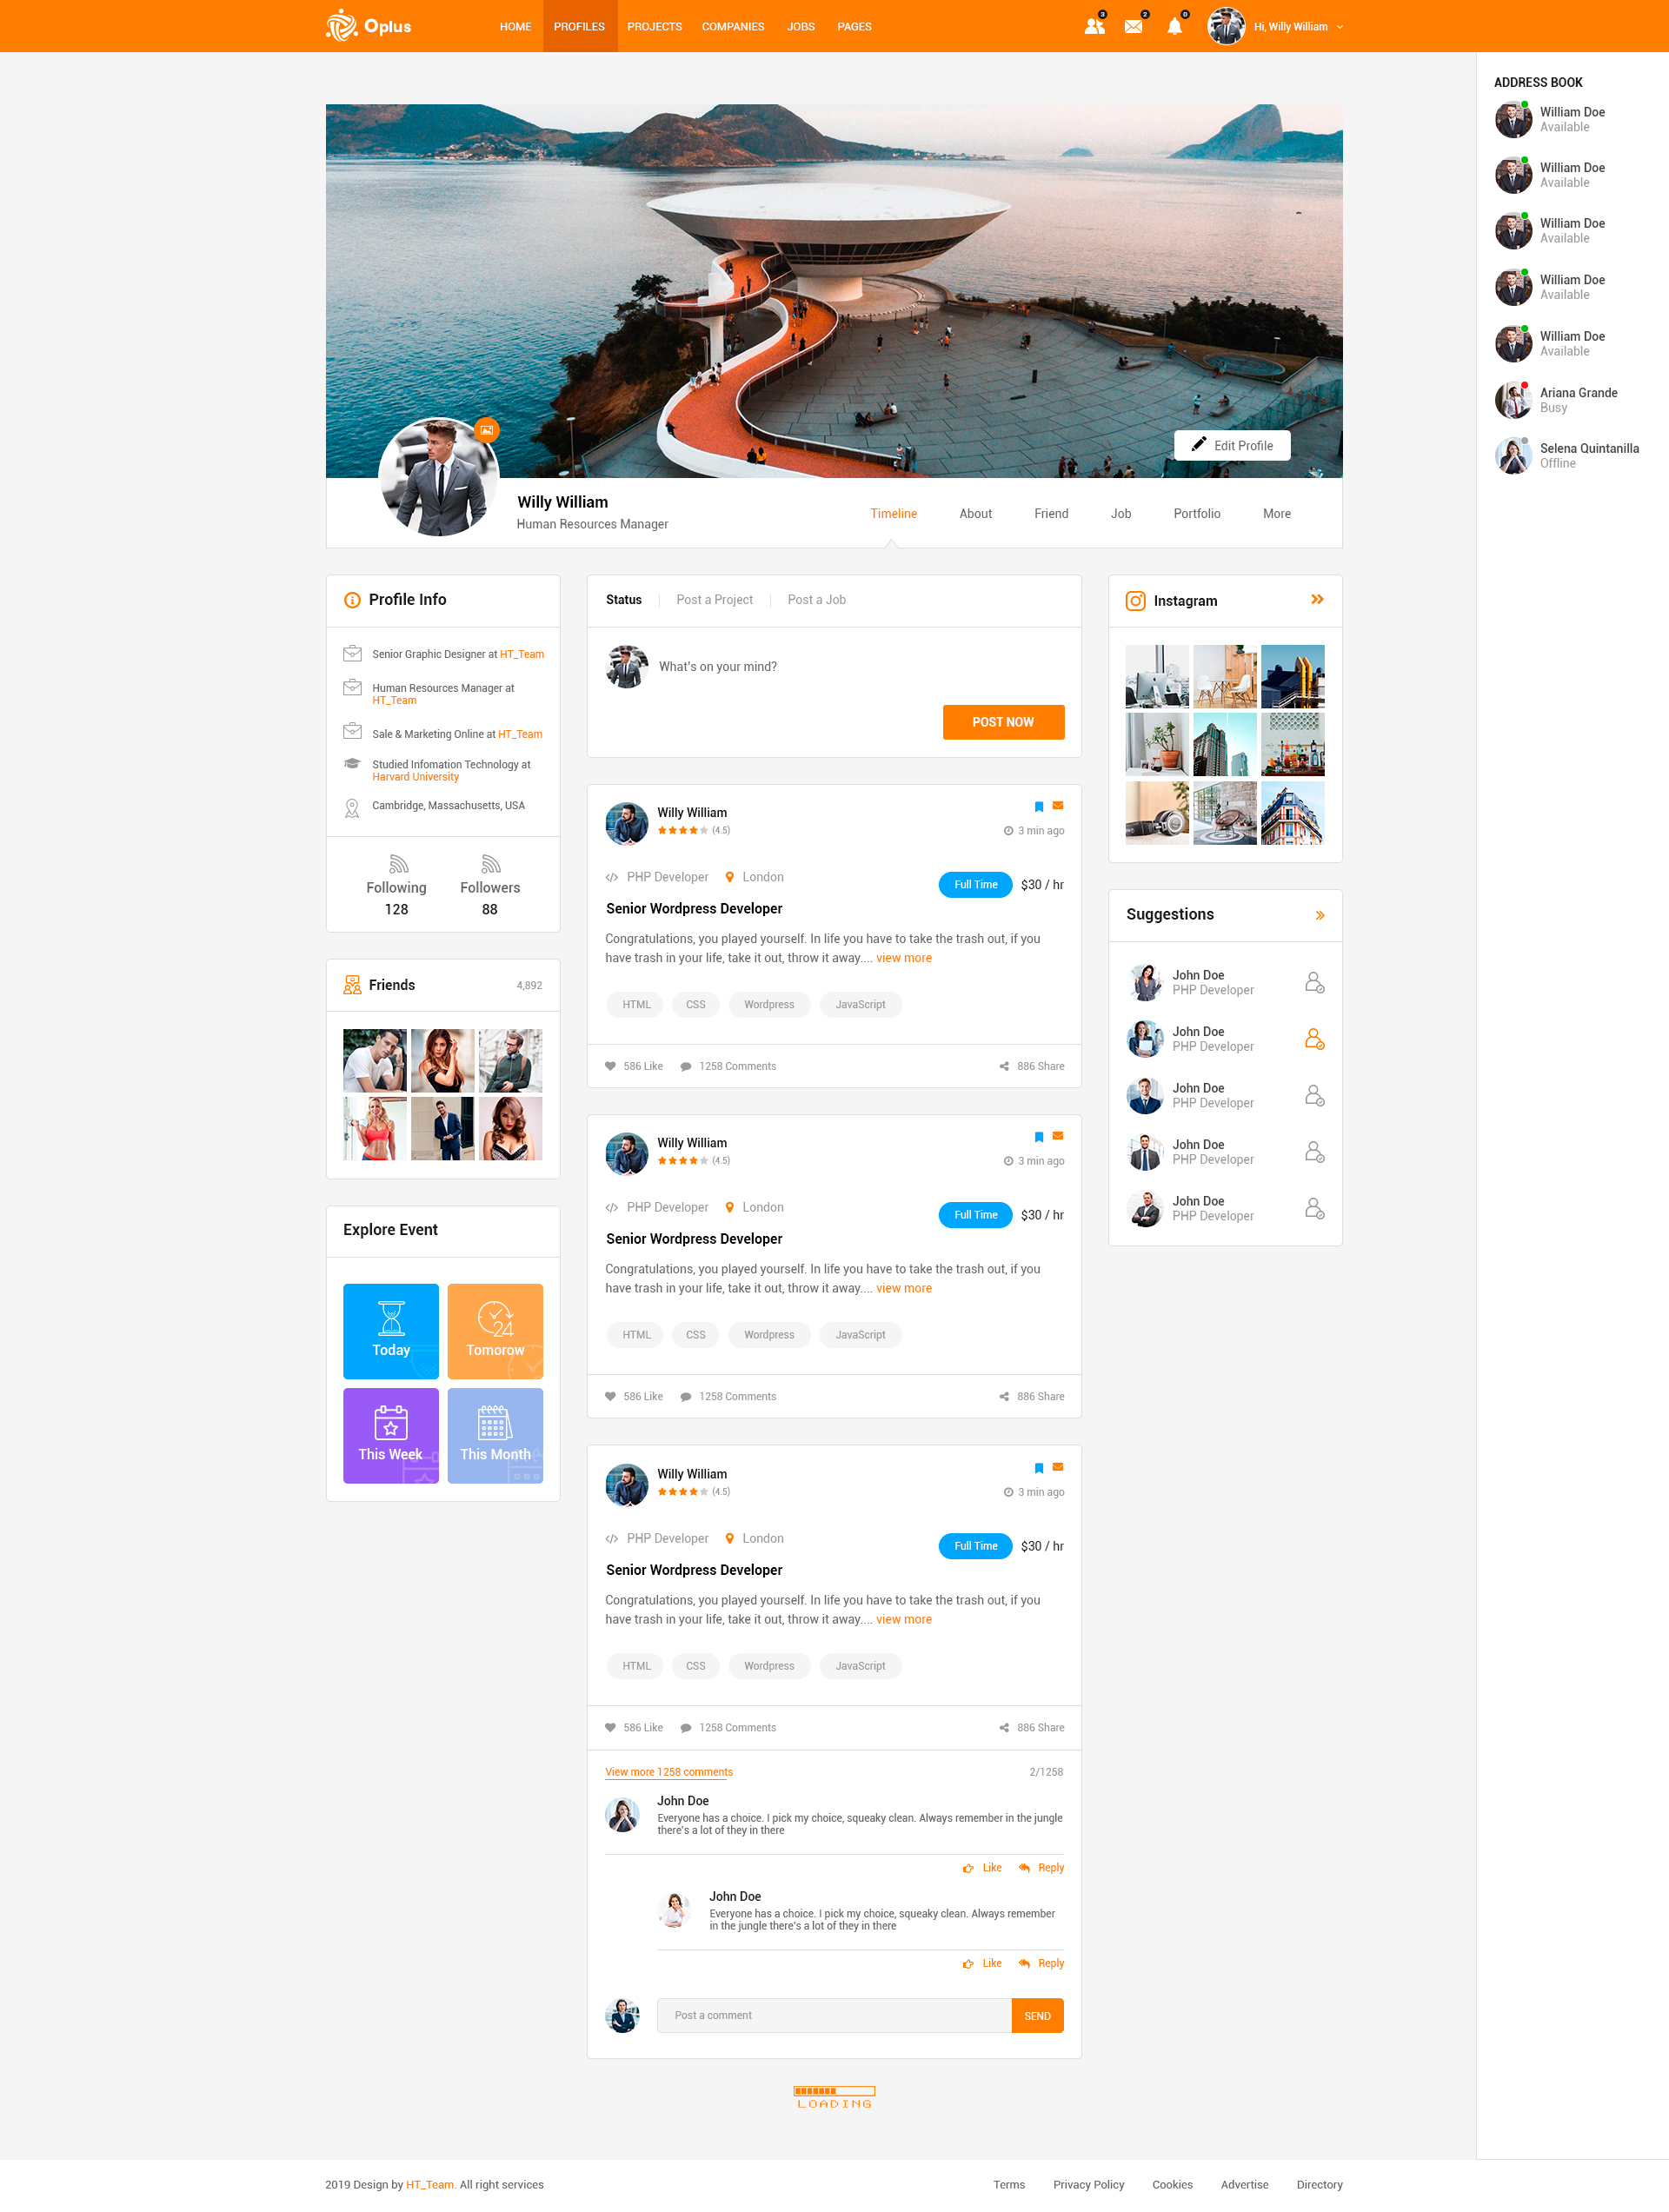 Oplus
HOME PROFILES PROJECTS COMPANIES JOBS PAGES
3 2 0 Hi, Willy William
Edit Profile
Willy William
Human Resources Manager
Timeline About Friend Job Portfolio More
Profile Info
Senior Graphic Designer at HT_Team
Human Resources Manager at
HT_Team
Sale & Marketing Online at HT_Team
Studied Infomation Technology at
Harvard University
Cambridge, Massachusetts, USA
Following Followers
128 88
Friends 4,892
Explore Event
Today
24
Tomorow
This Week
This Month
Status Post a Project Post a Job
What's on your mind?
POST NOW
Willy William
(4.5) 3 min ago
PHP Developer London
Full Time $30 / hr
Senior Wordpress Developer
Congratulations, you played yourself. In life you have to take the trash out, if you
have trash in your life, take it out, throw it away.... view more
HTML CSS Wordpress JavaScript
586 Like 1258 Comments 886 Share
Willy William
(4.5) 3 min ago
PHP Developer London
Full Time $30 / hr
Senior Wordpress Developer
Congratulations, you played yourself. In life you have to take the trash out, if you
have trash in your life, take it out, throw it away.... view more
HTML CSS Wordpress JavaScript
586 Like 1258 Comments 886 Share
Willy William
(4.5) 3 min ago
PHP Developer London
Full Time $30 / hr
Senior Wordpress Developer
Congratulations, you played yourself. In life you have to take the trash out, if you
have trash in your life, take it out, throw it away.... view more
HTML CSS Wordpress JavaScript
586 Like 1258 Comments 886 Share
View more 1258 comments 2/1258
John Doe
Everyone has a choice. I pick my choice, squeaky clean. Always remember in the jungle
there's a lot of they in there
Like Reply
John Doe
Everyone has a choice. I pick my choice, squeaky clean. Always remember
in the jungle there's a lot of they in there
Like Reply
Post a comment SEND
LOADING
Instagram
Suggestions
John Doe
PHP Developer
John Doe
PHP Developer
John Doe
PHP Developer
John Doe
PHP Developer
John Doe
PHP Developer
ADDRESS BOOK
William Doe
Available
William Doe
Available
William Doe
Available
William Doe
Available
William Doe
Available
Ariana Grande
Busy
Selena Quintanilla
Offline
2019 Design by HT_Team. All right services
Terms Privacy Policy Cookies Advertise Directory